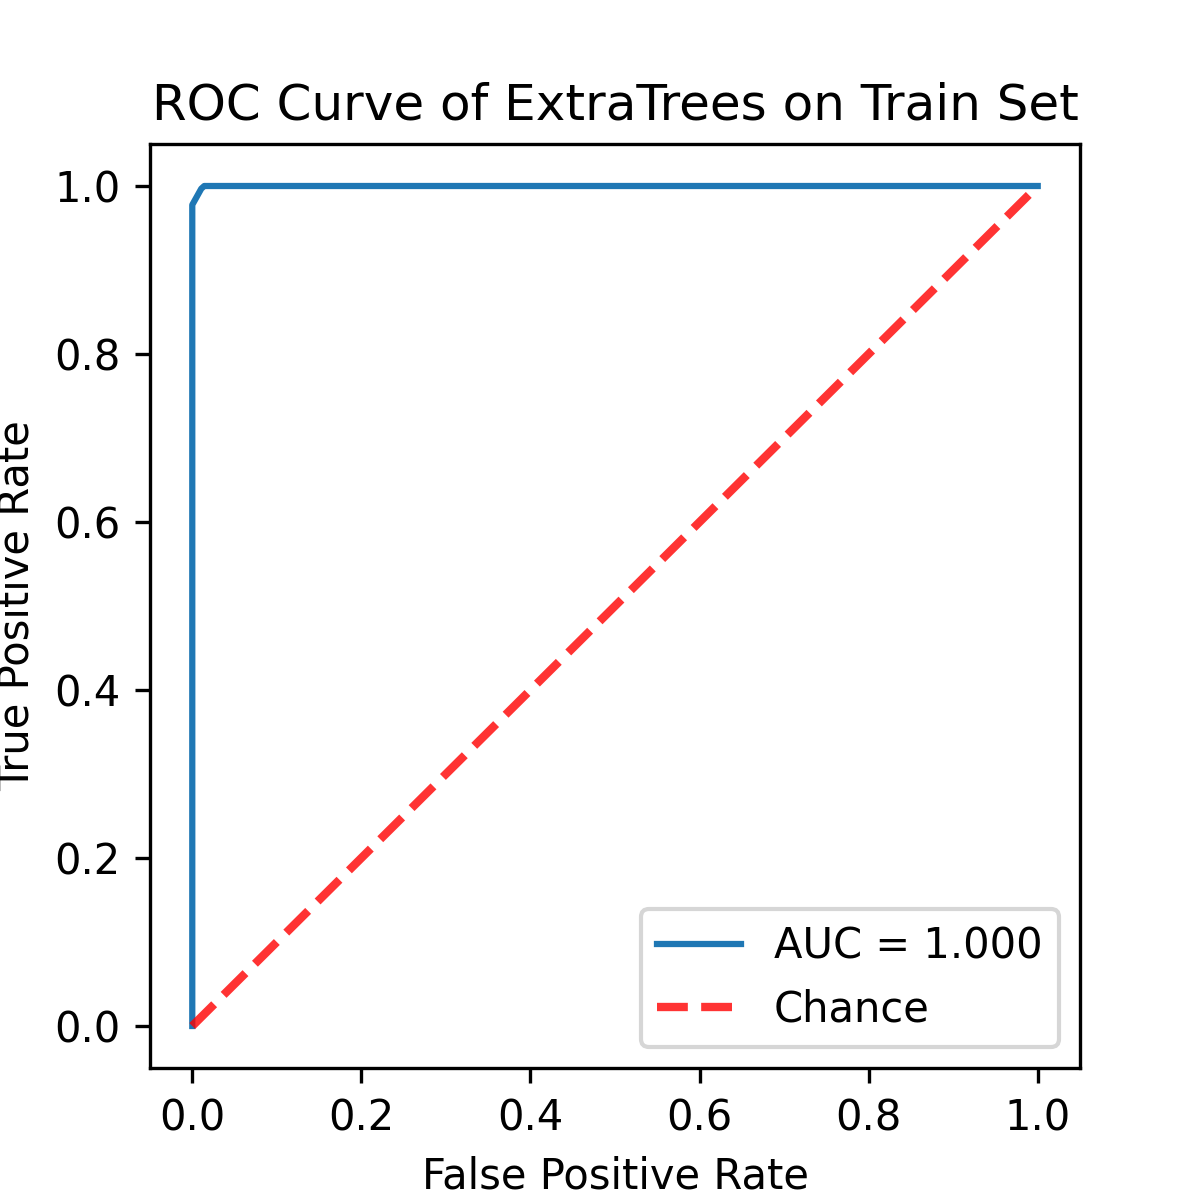 ROC Curve of ExtraTrees on Train Set
1.0
0.8
0.6
0.4
0.2
0.0
True Positive Rate
AUC = 1.000
Chance
0.0 0.2 0.4 0.6 0.8 1.0
False Positive Rate